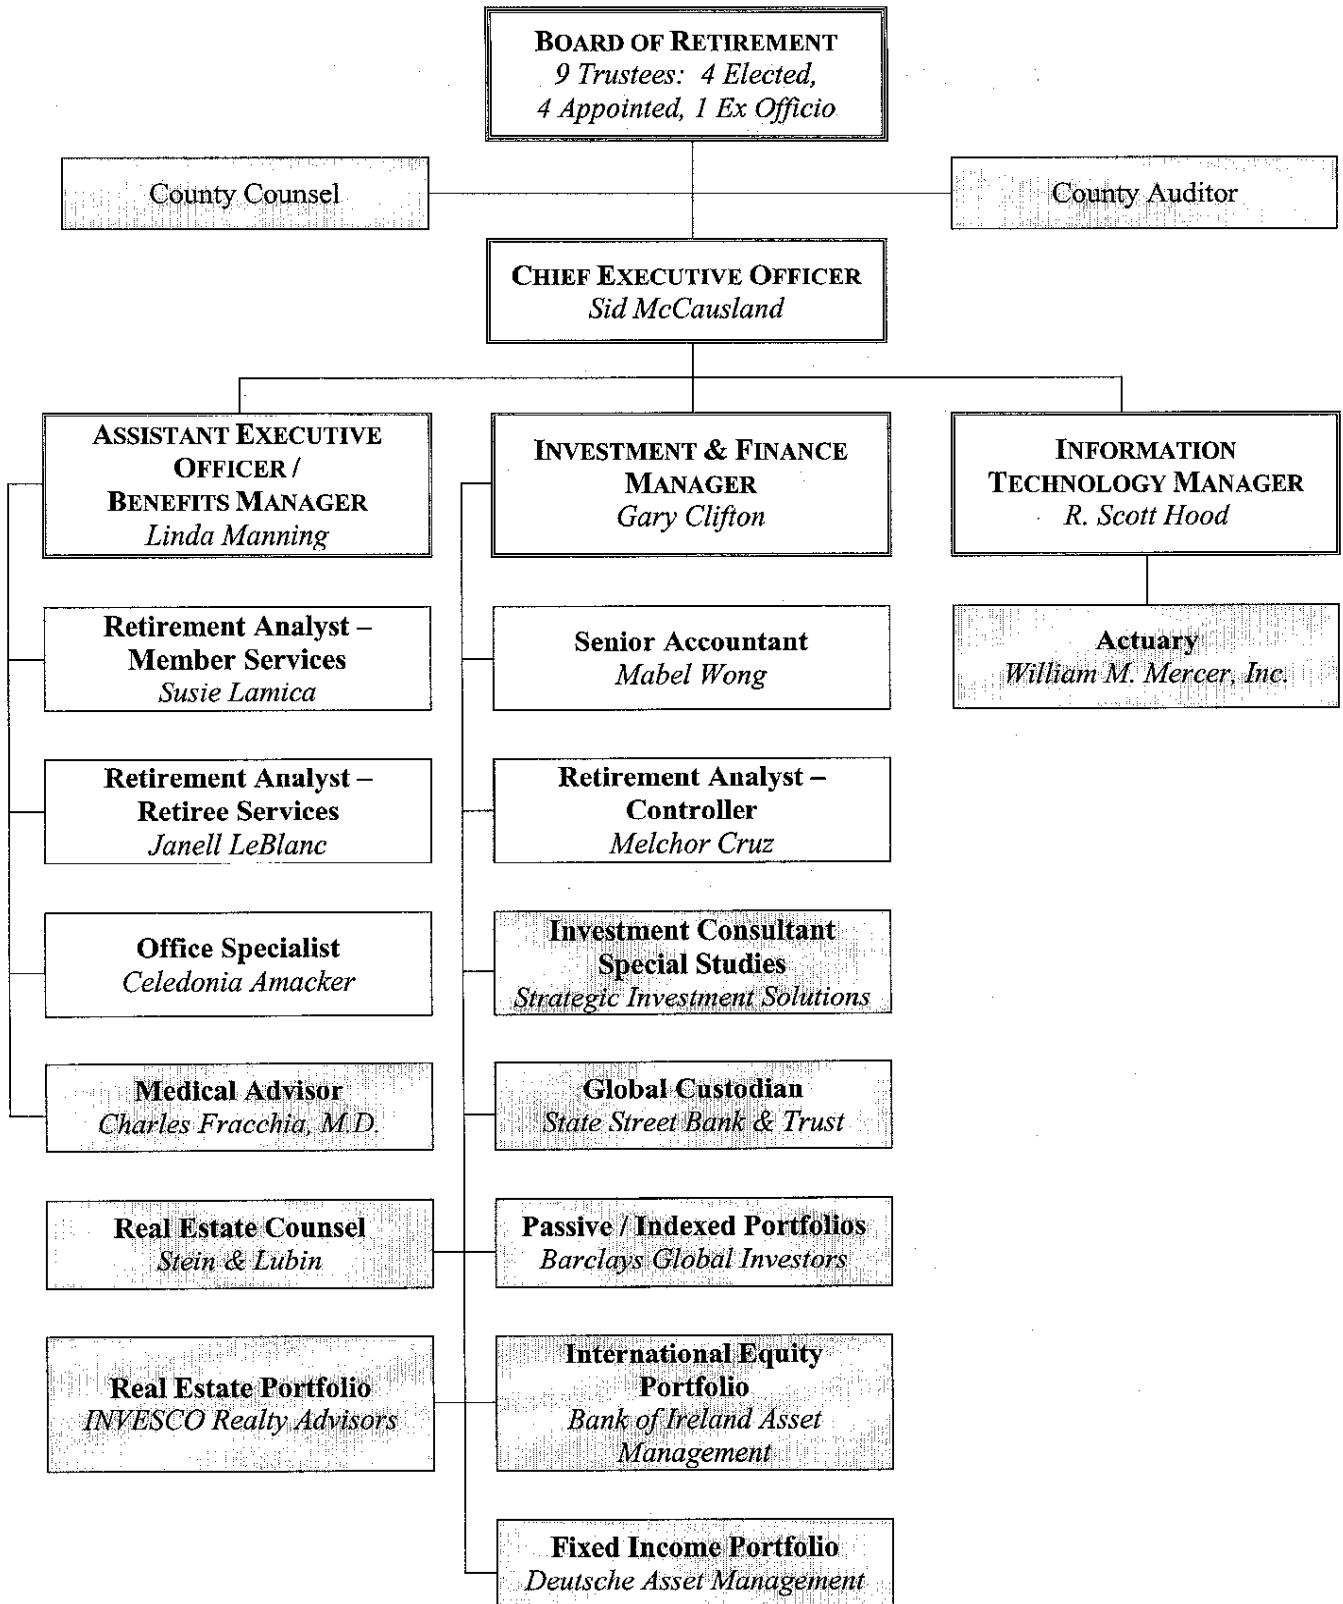 BOARD OF RETIREMENT
9 Trustees: 4 Elected,
4 Appointed, 1 Ex Officio
County Counsel
County Auditor
CHIEF EXECUTIVE OFFICER
Sid McCausland
ASSISTANT EXECUTIVE
OFFICER /
BENEFITS MANAGER
Linda Manning
INVESTMENT & FINANCE
MANAGER
Gary Clifton
INFORMATION
TECHNOLOGY MANAGER
R. Scott Hood
Retirement Analyst –
Member Services
Susie Lamica
Senior Accountant
Mabel Wong
Actuary
William M. Mercer, Inc.
Retirement Analyst –
Retiree Services
Janell LeBlanc
Retirement Analyst –
Controller
Melchor Cruz
Office Specialist
Celedonia Amacker
Investment Consultant
Special Studies
Strategic Investment Solutions
Medical Advisor
Charles Fracchia, M.D.
Global Custodian
State Street Bank & Trust
Real Estate Counsel
Stein & Lubin
Passive / Indexed Portfolios
Barclays Global Investors
Real Estate Portfolio
INVESCO Realty Advisors
International Equity
Portfolio
Bank of Ireland Asset
Management
Fixed Income Portfolio
Deutsche Asset Management